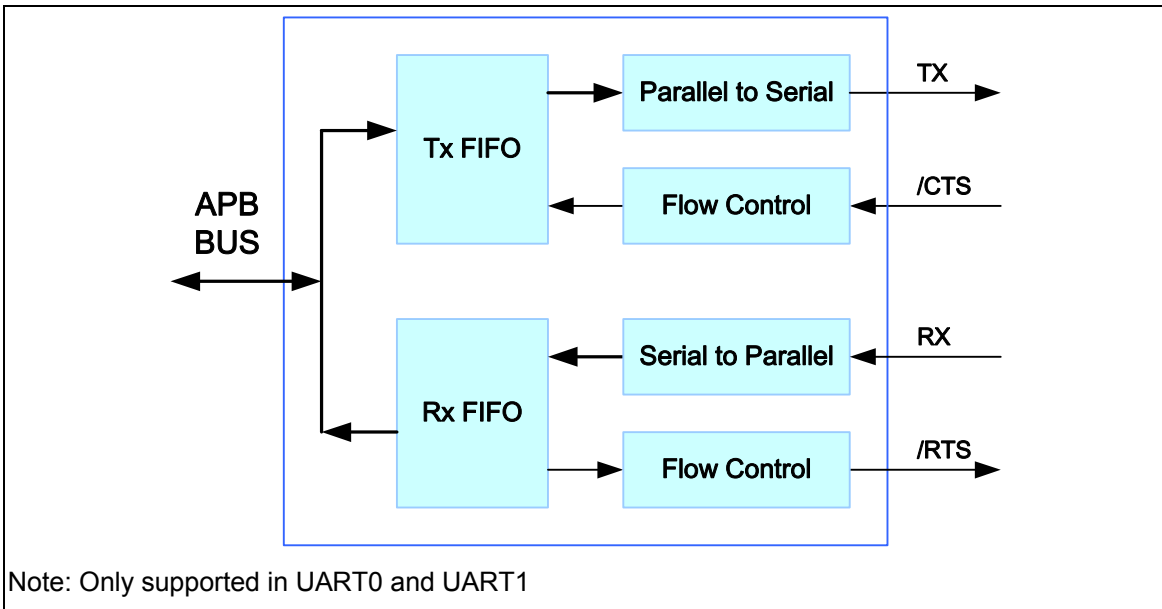 Parallel to Serial
TX
Tx FIFO
Flow Control
/CTS
APB
BUS
Serial to Parallel
RX
Rx FIFO
Flow Control
/RTS
Note: Only supported in UART0 and UART1